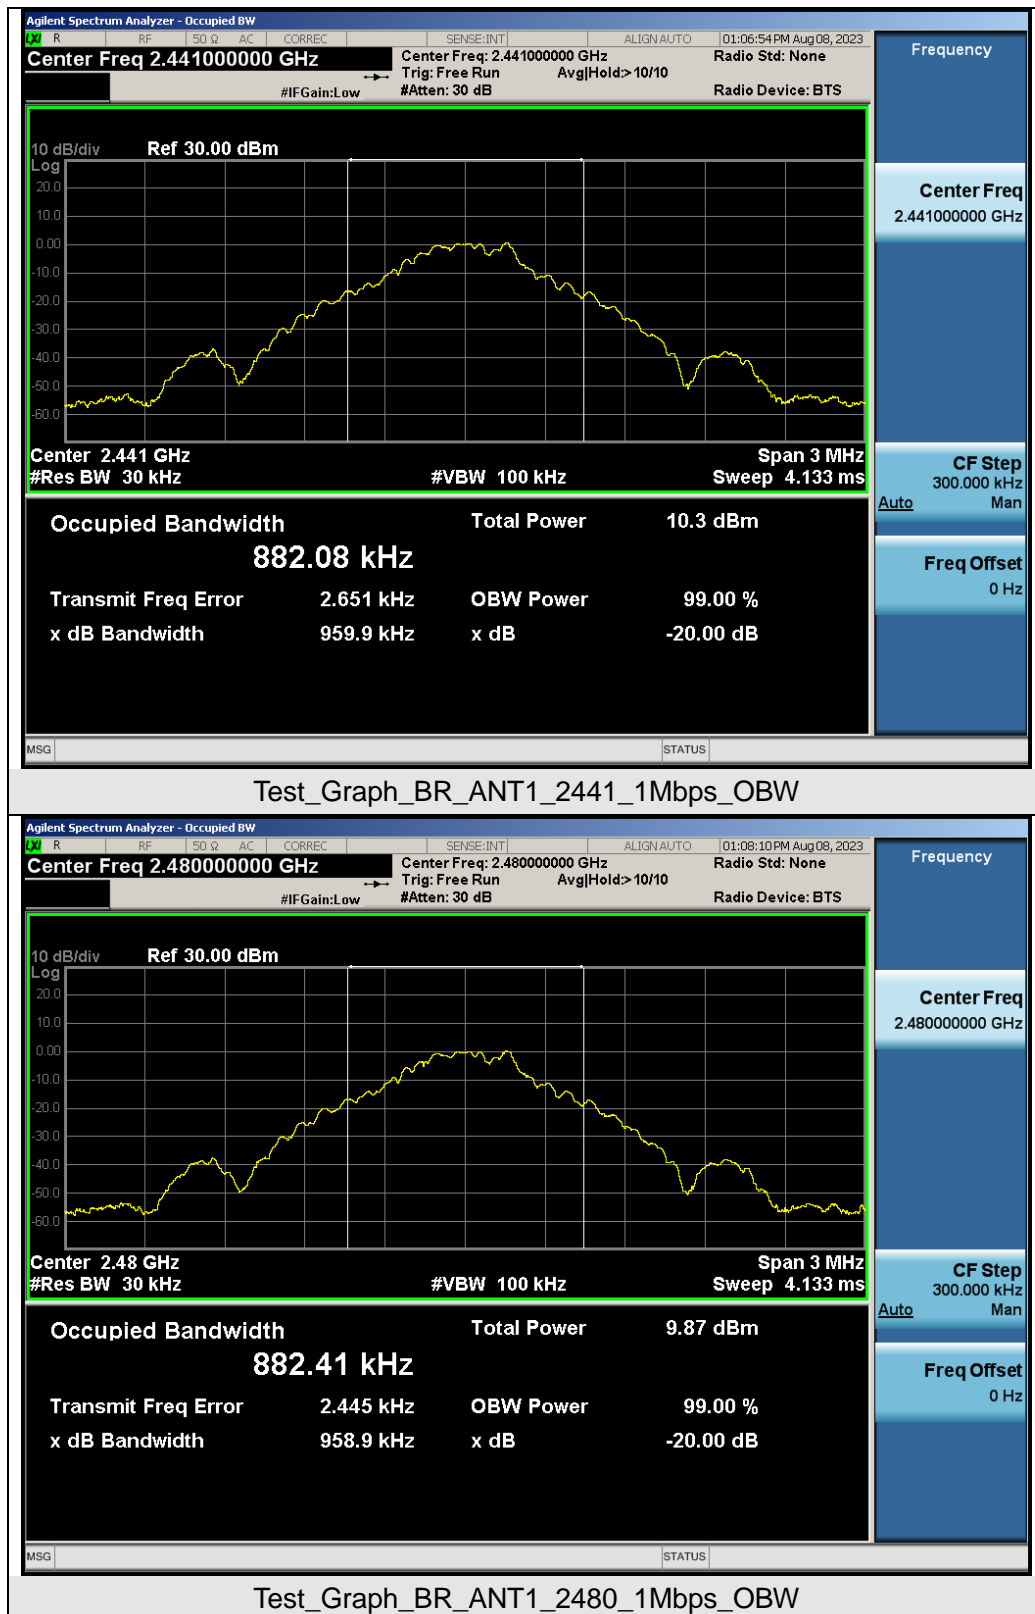 Agilent Spectrum Analyzer - Occupied BW
LXI R RF 50 Ω AC CORREC SENSE:INT ALIGN AUTO 01:06:54 PM Aug 08, 2023
Center Freq 2.441000000 GHz Center Freq: 2.441000000 GHz Radio Std: None
Trig: Free Run Avg|Hold:> 10/10
#IFGain:Low #Atten: 30 dB Radio Device: BTS
Frequency
10 dB/div Ref 30.00 dBm
Log
20.0
10.0
0.00
-10.0
-20.0
-30.0
-40.0
-50.0
-60.0
Center 2.441 GHz Span 3 MHz
#Res BW 30 kHz #VBW 100 kHz Sweep 4.133 ms
Center Freq
2.441000000 GHz
CF Step
300.000 kHz
Auto Man
Freq Offset
0 Hz
Occupied Bandwidth Total Power 10.3 dBm
882.08 kHz
Transmit Freq Error 2.651 kHz OBW Power 99.00 %
x dB Bandwidth 959.9 kHz x dB -20.00 dB
MSG STATUS
Test_Graph_BR_ANT1_2441_1Mbps_OBW
Agilent Spectrum Analyzer - Occupied BW
LXI R RF 50 Ω AC CORREC SENSE:INT ALIGN AUTO 01:08:10 PM Aug 08, 2023
Center Freq 2.480000000 GHz Center Freq: 2.480000000 GHz Radio Std: None
Trig: Free Run Avg|Hold:> 10/10
#IFGain:Low #Atten: 30 dB Radio Device: BTS
Frequency
10 dB/div Ref 30.00 dBm
Log
20.0
10.0
0.00
-10.0
-20.0
-30.0
-40.0
-50.0
-60.0
Center 2.48 GHz Span 3 MHz
#Res BW 30 kHz #VBW 100 kHz Sweep 4.133 ms
Center Freq
2.480000000 GHz
CF Step
300.000 kHz
Auto Man
Freq Offset
0 Hz
Occupied Bandwidth Total Power 9.87 dBm
882.41 kHz
Transmit Freq Error 2.445 kHz OBW Power 99.00 %
x dB Bandwidth 958.9 kHz x dB -20.00 dB
MSG STATUS
Test_Graph_BR_ANT1_2480_1Mbps_OBW